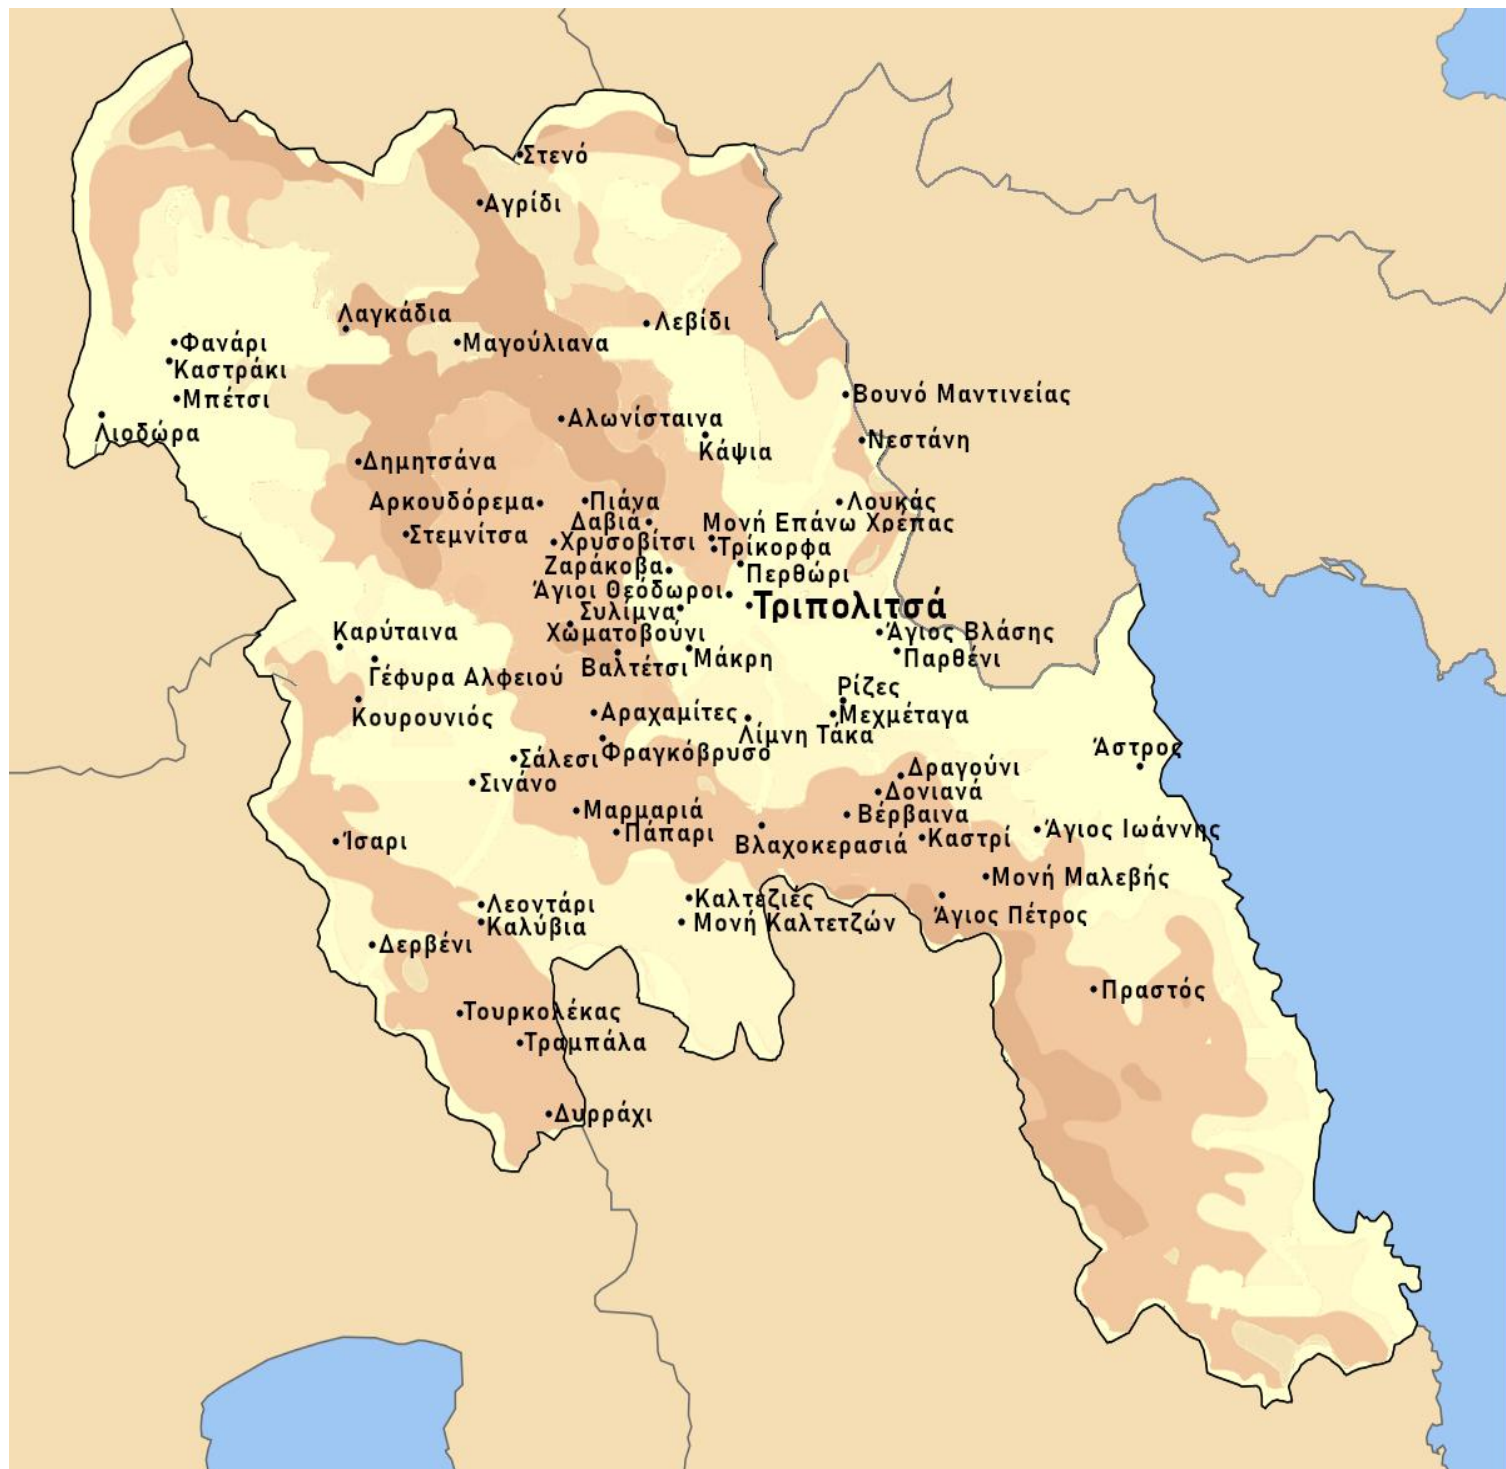 Στενό
Αγρίδι
Λαγκάδια
Λεβίδι
Φανάρι
Μαγούλιανα
Καστράκι
Μπέτσι
Βουνό Μαντινείας
Λιοδώρα
Αλωνίσταινα
Κάψια
Νεστάνη
Δημητσάνα
Αρκουδόρεμα
Πιάνα
Λουκάς
Δαβιά
Μονή Επάνω Χρέπας
Στεμνίτσα
Χρυσοβίτσι
Τρίκορφα
Ζαράκοβα
Περθώρι
Άγιοι Θεόδωροι
Τριπολιτσά
Συλίμνα
Καρύταινα
Χωματοβούνι
Άγιος Βλάσης
Βαλτέτσι
Μάκρη
Παρθένι
Γέφυρα Αλφειού
Ρίζες
Κουρουνιός
Αραχαμίτες
Μεχμέταγα
Λίμνη Τάκα
Άστρος
Σάλεσι
Φραγκόβρυσο
Δραγούνι
Σινάνο
Δονιανά
Μαρμαριά
Βέρβαινα
Πάπαρι
Άγιος Ιωάννης
Ίσαρι
Βλαχοκερασιά
Καστρί
Μονή Μαλεβής
Λεοντάρι
Καλτεζιές
Καλύβια
Μονή Καλτετζών
Άγιος Πέτρος
Δερβένι
Πραστός
Τουρκολέκας
Τραμπάλα
Δυρράχι